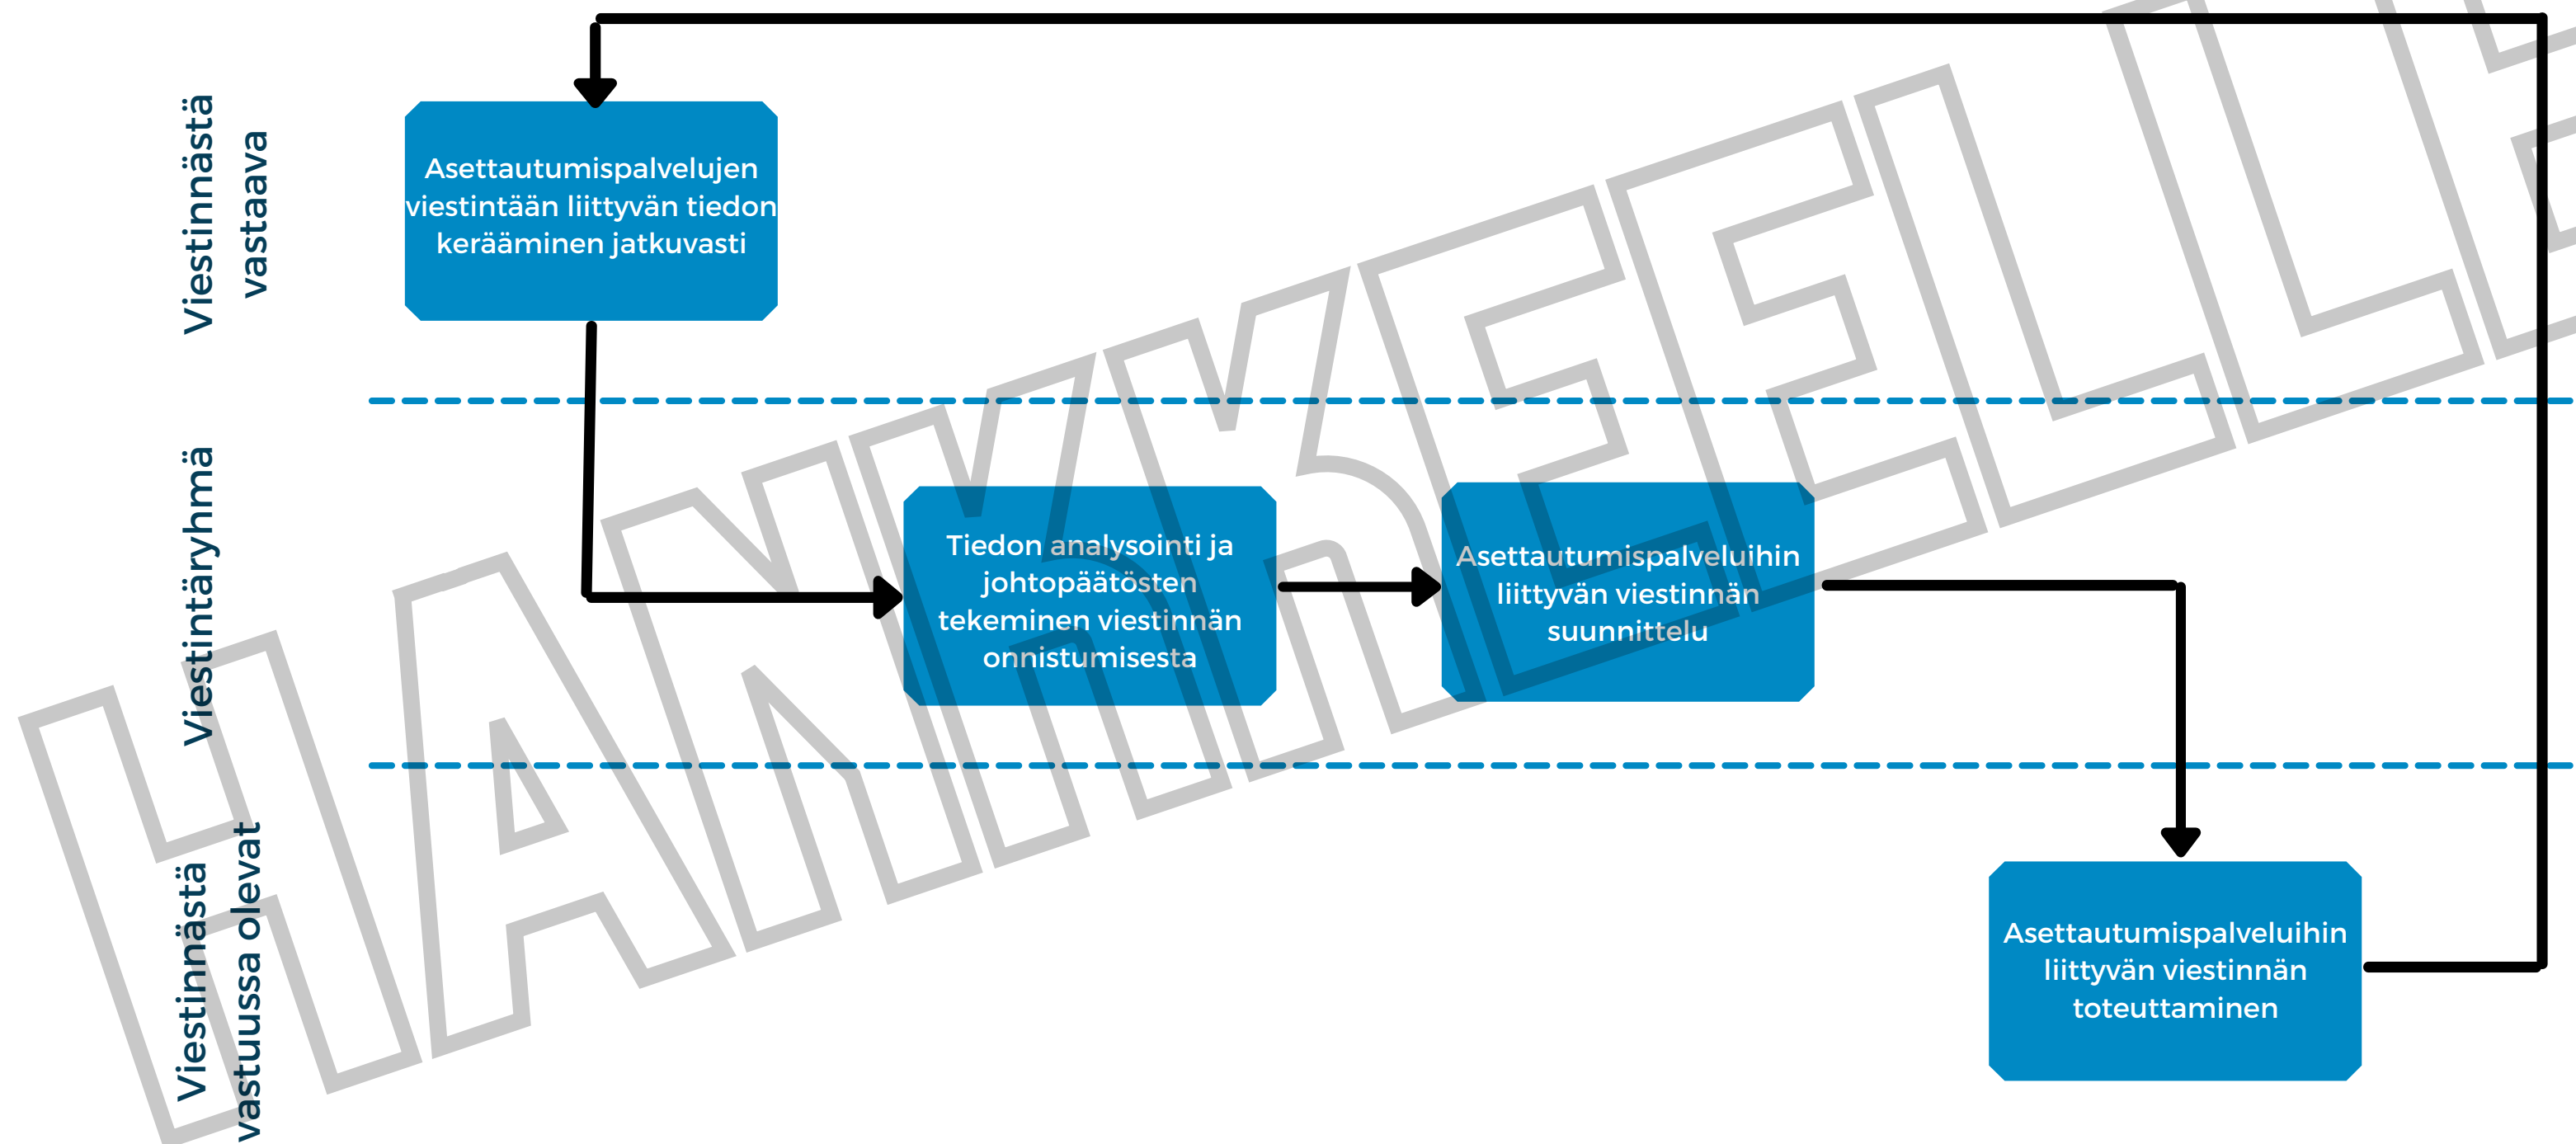 Viestinnästä
vastaava
Asettautumispalvelujen
viestintään liittyvän tiedon
kerääminen jatkuvasti
Viestintäryhmä
Tiedon analysointi ja
johtopäätösten
tekeminen viestinnän
onnistumisesta
Asettautumispalveluihin
liittyvän viestinnän
suunnittelu
Viestinnästä
vastuussa olevat
Asettautumispalveluihin
liittyvän viestinnän
toteuttaminen
HANKKEELLE